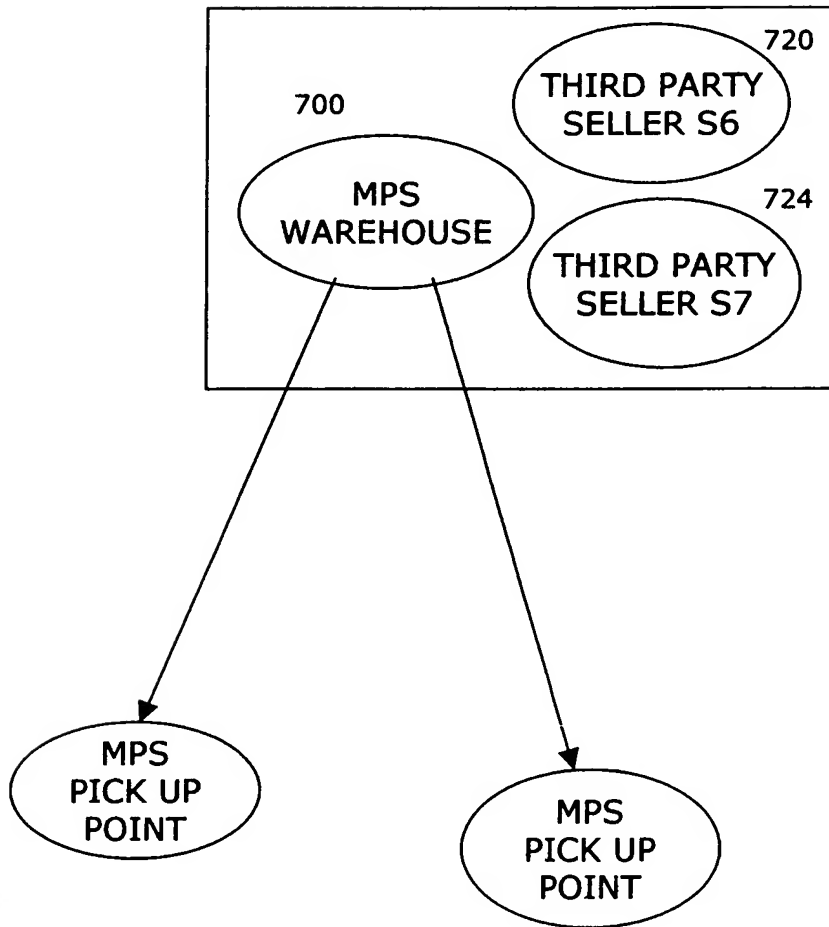 720
THIRD PARTY
SELLER S6
700
MPS
WAREHOUSE
724
THIRD PARTY
SELLER S7
MPS
PICK UP
POINT
MPS
PICK UP
POINT